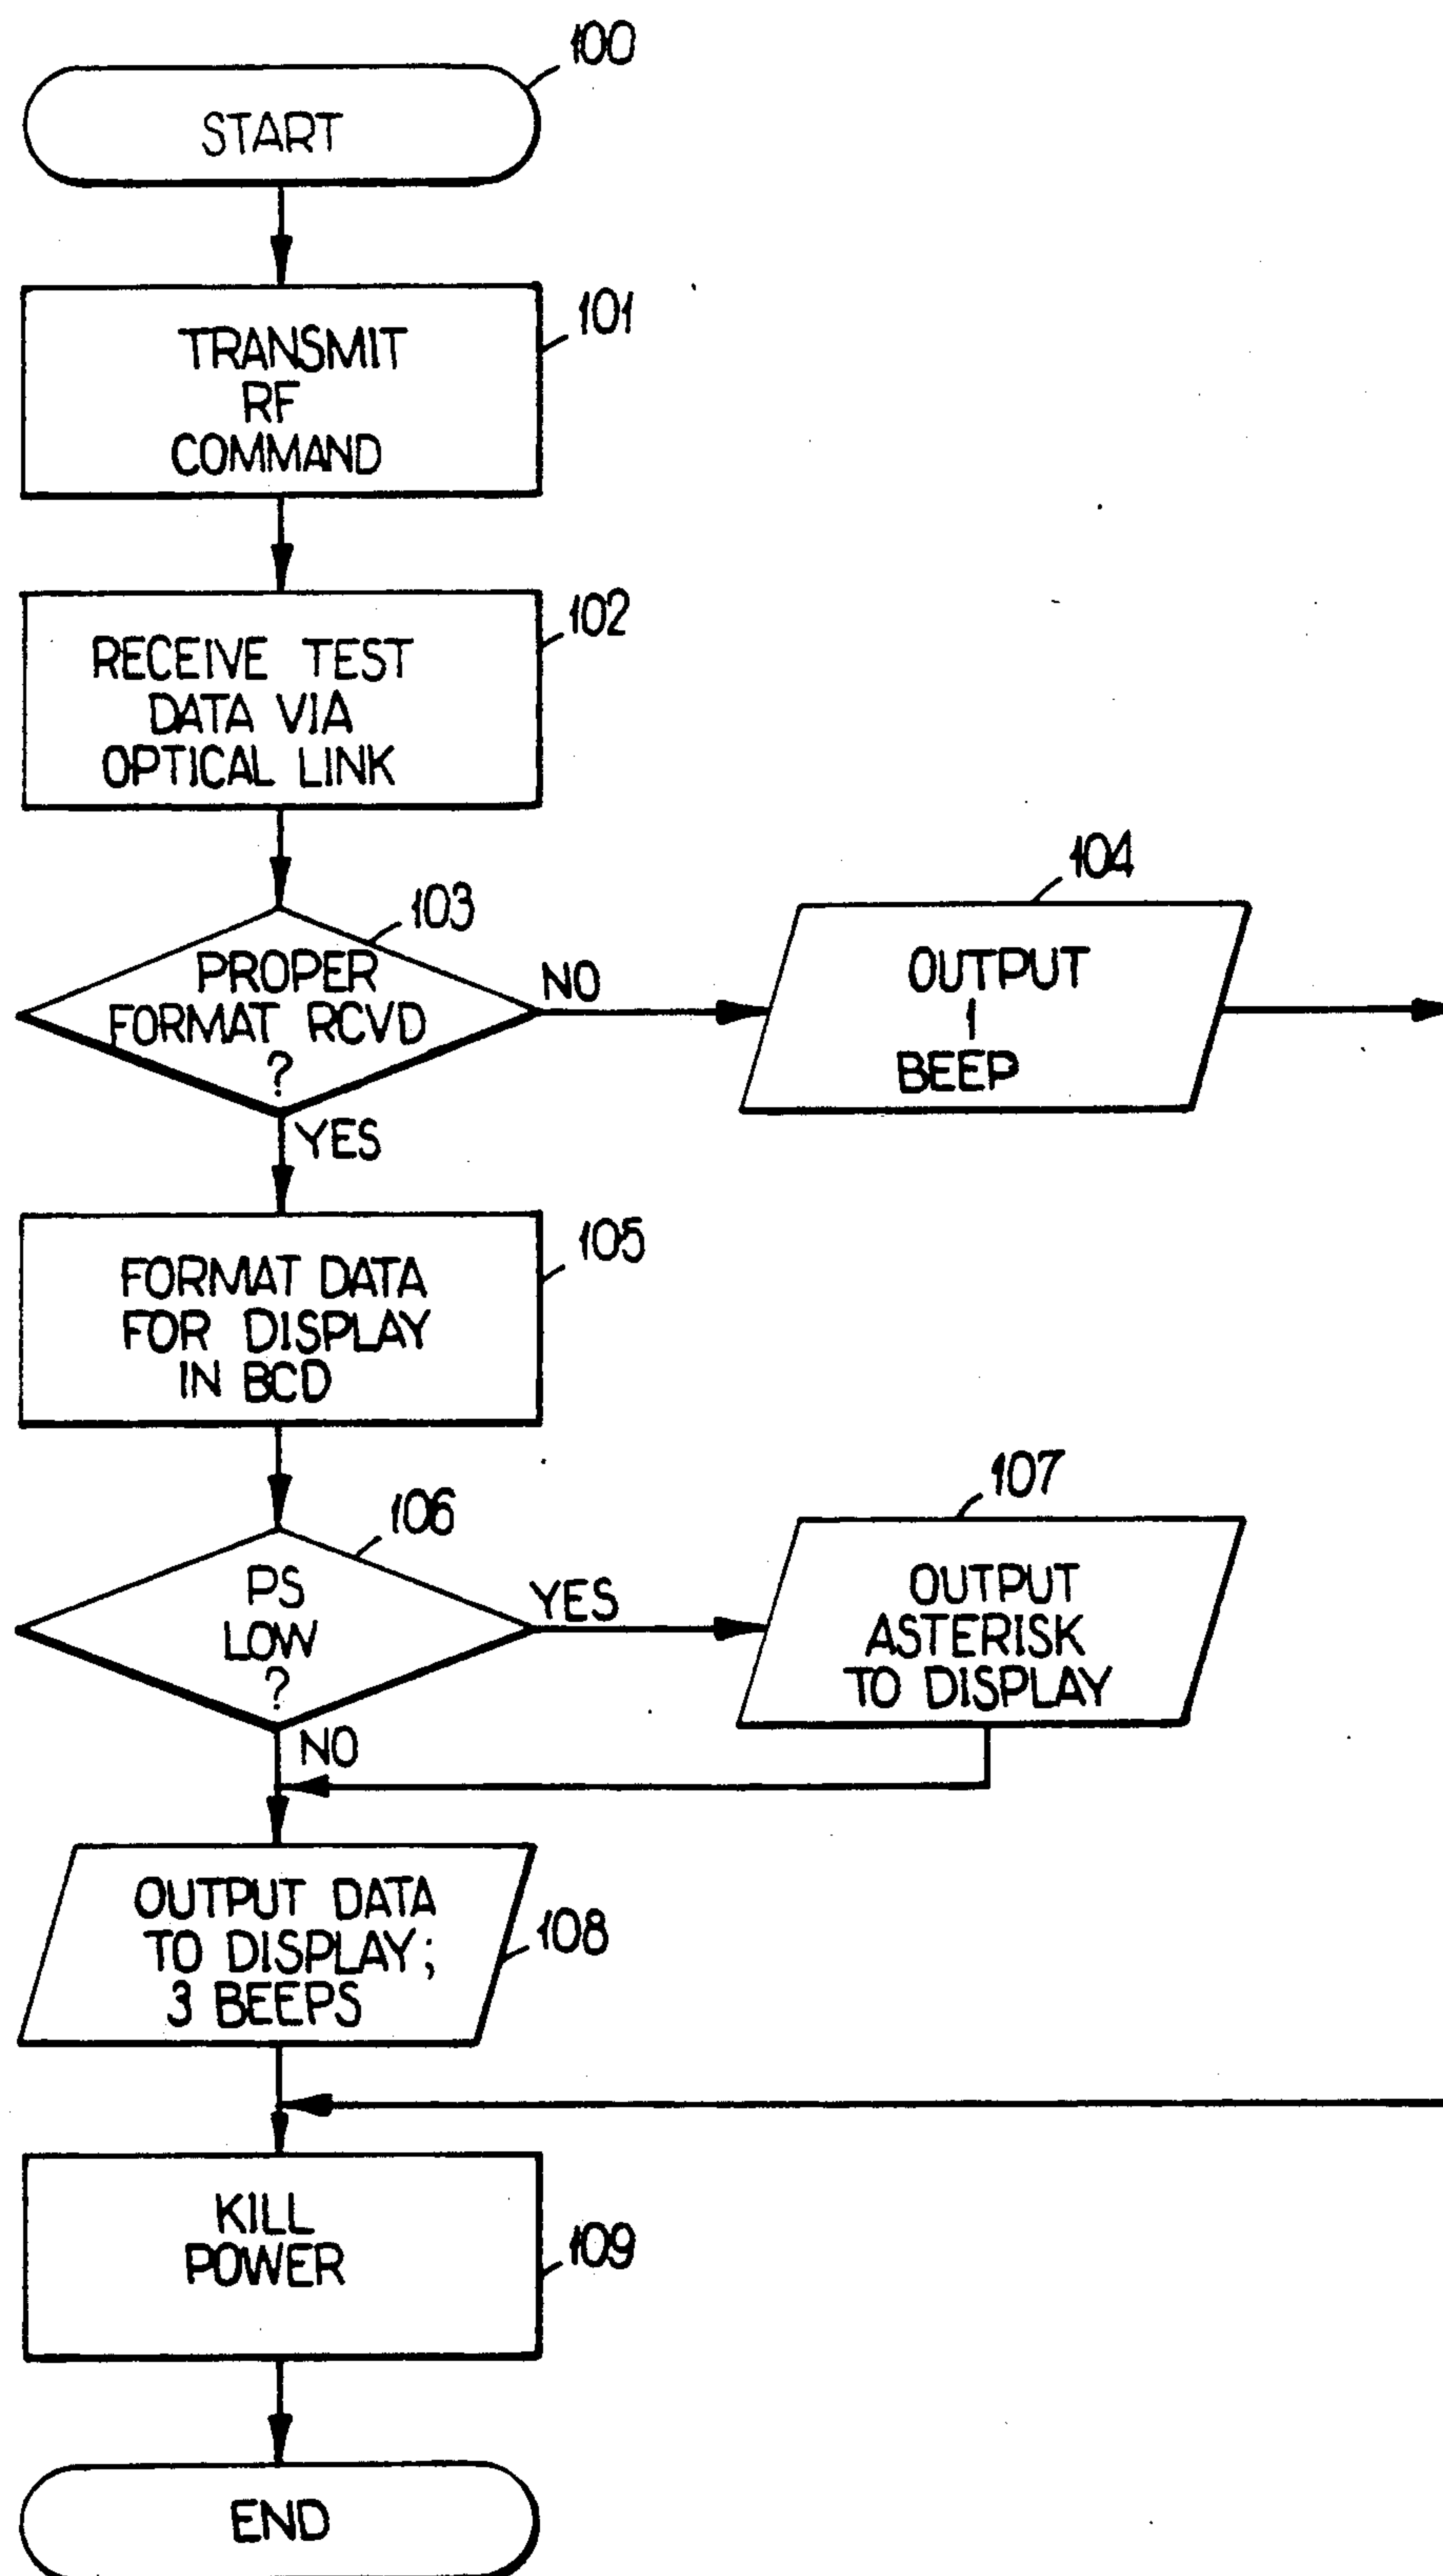 100
START
101
TRANSMIT
RF
COMMAND
102
RECEIVE TEST
DATA VIA
OPTICAL LINK
103
PROPER
FORMAT RCVD
?
NO
YES
104
OUTPUT
1
BEEP
105
FORMAT DATA
FOR DISPLAY
IN BCD
106
PS
LOW
?
YES
NO
107
OUTPUT
ASTERISK
TO DISPLAY
OUTPUT DATA
TO DISPLAY;
3 BEEPS
108
KILL
POWER
109
END